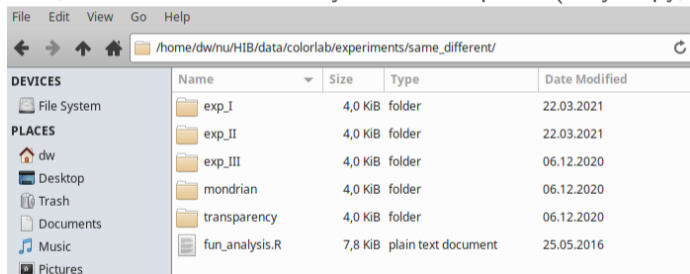 File Edit View Go Help
/home/dw/nu/HIB/data/colorlab/experiments/same_different/
DEVICES
File System
PLACES
dw
Desktop
Trash
Documents
Music
Pictures
Name Size Type Date Modified
exp_I 4,0 KiB folder 22.03.2021
exp_II 4,0 KiB folder 22.03.2021
exp_III 4,0 KiB folder 06.12.2020
mondrian 4,0 KiB folder 06.12.2020
transparency 4,0 KiB folder 06.12.2020
fun_analysis.R 7,8 KiB plain text document 25.05.2016